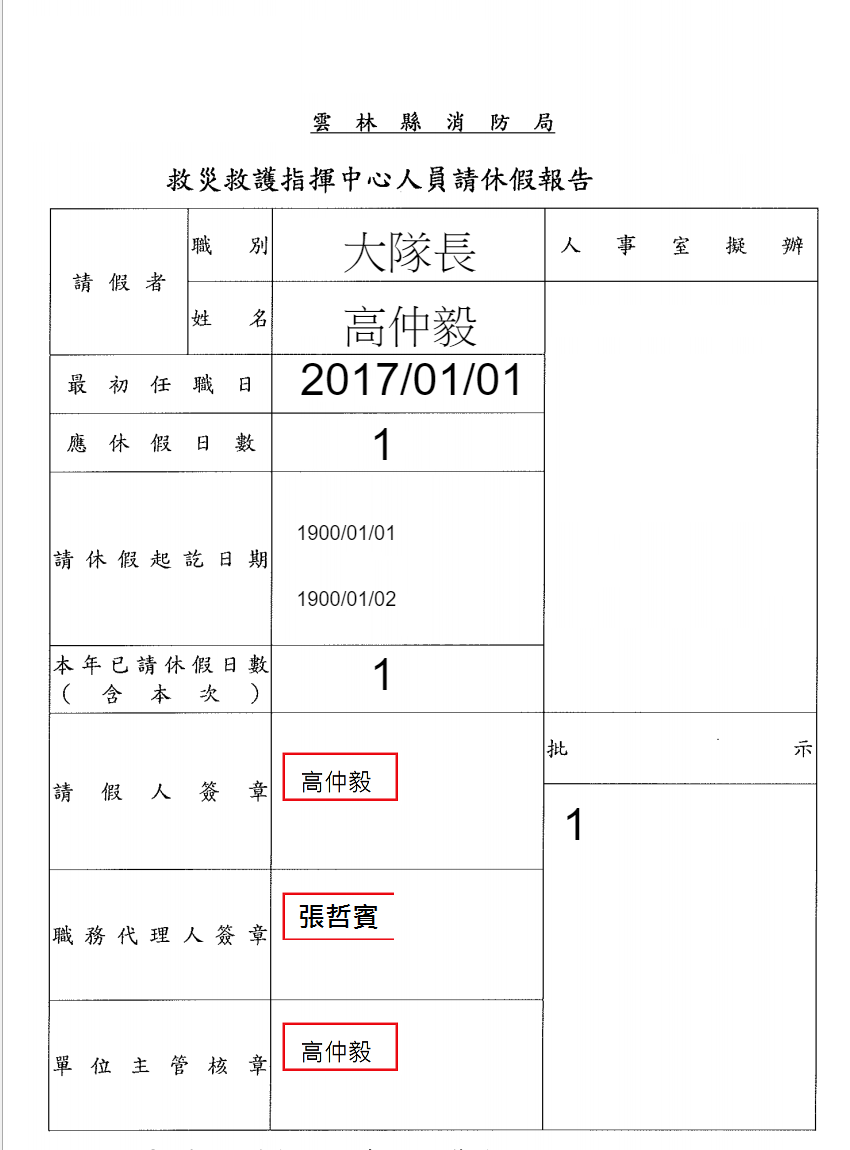 雲林縣消防局
救災救護指揮中心人員請休假報告
請假者
職別
大隊長
人事室擬辦
姓名
高仲毅
最初任職日
2017/01/01
應休假日數
1
請休假起訖日期
1900/01/01
1900/01/02
本年已請休假日數
(含本次)
1
請假人簽章
高仲毅
批示
1
職務代理人簽章
張哲賓
單位主管核章
高仲毅